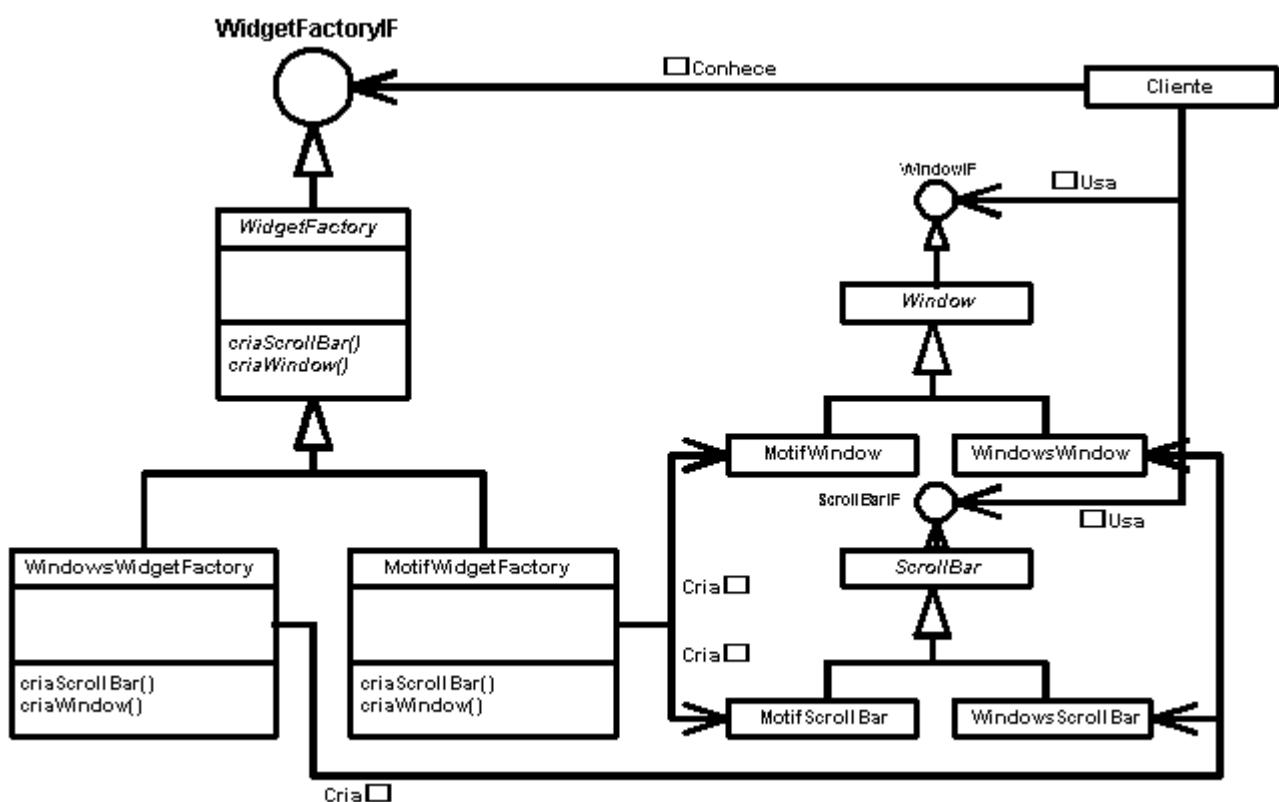 WidgetFactoryIF
Conhece
Cliente
WindowIF
Usa
WidgetFactory
criaScrollBar()
criaWindow()
Window
MotifWindow
WindowsWindow
ScrollBarIF
Usa
WindowsWidgetFactory
MotifWidgetFactory
ScrollBar
Cria
Cria
criaScrollBar()
criaWindow()
criaScrollBar()
criaWindow()
MotifScrollBar
WindowsScrollBar
Cria